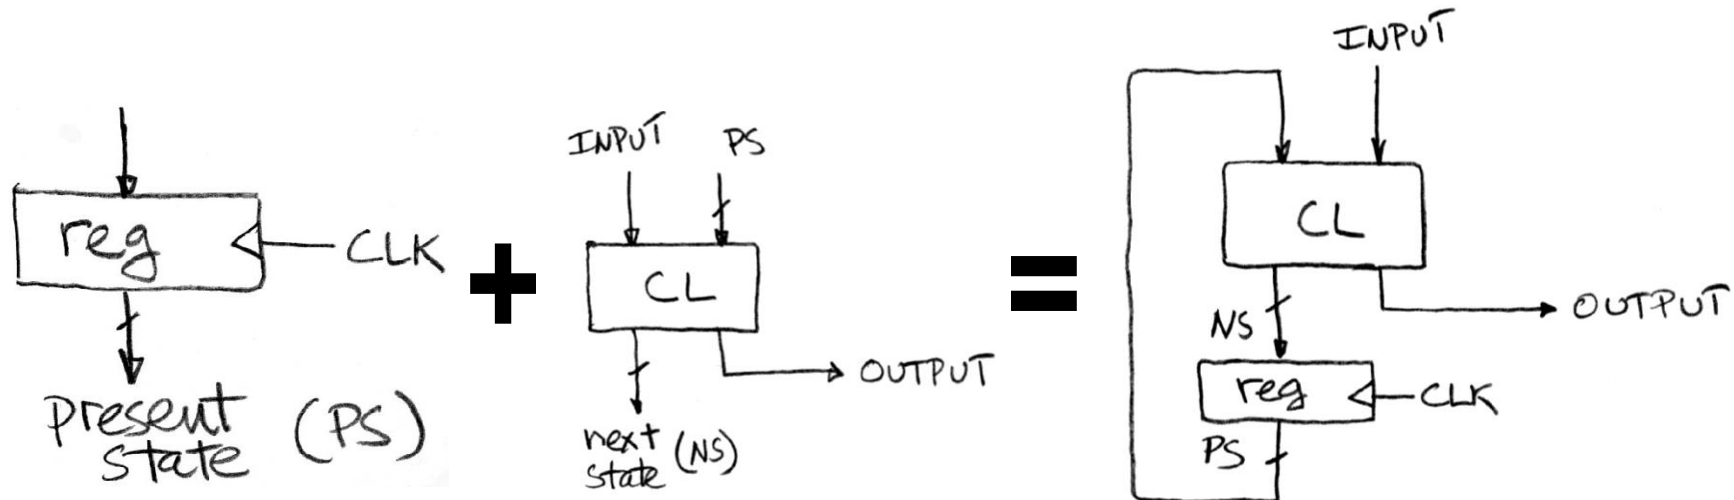 reg
CLK
present
state (PS)
+
INPUT PS
CL
OUTPUT
next
state (NS)
=
INPUT
CL
OUTPUT
NS
reg
CLK
PS